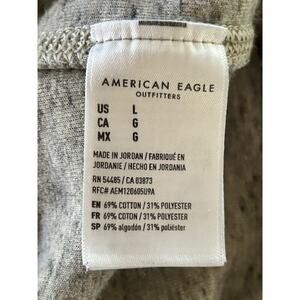 AMERICAN EAGLE
OUTFITTERS
US L
CA G
MX G
MADE IN JORDAN / FABRIQUÉ EN
JORDANIE / HECHO EN JORDANIA
RN 54485 / CA 03873
RFC# AEM120605U9A
EN 69% COTTON / 31% POLYESTER
FR 69% COTON / 31% POLYESTER
SP 69% algodón / 31% poliéster